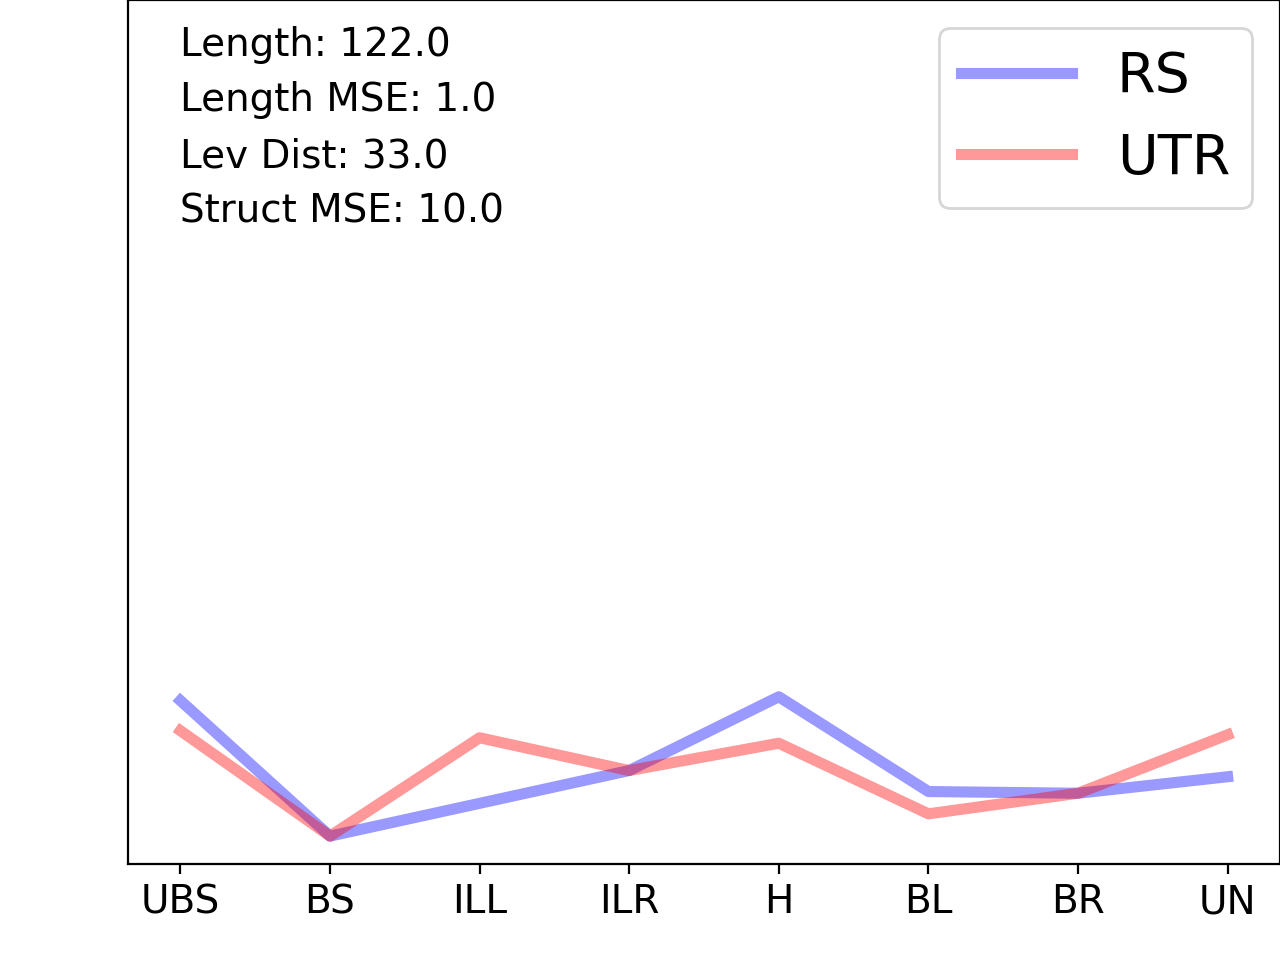 Length: 122.0
Length MSE: 1.0
Lev Dist: 33.0
Struct MSE: 10.0
RS
UTR
UBS BS ILL ILR H BL BR UN